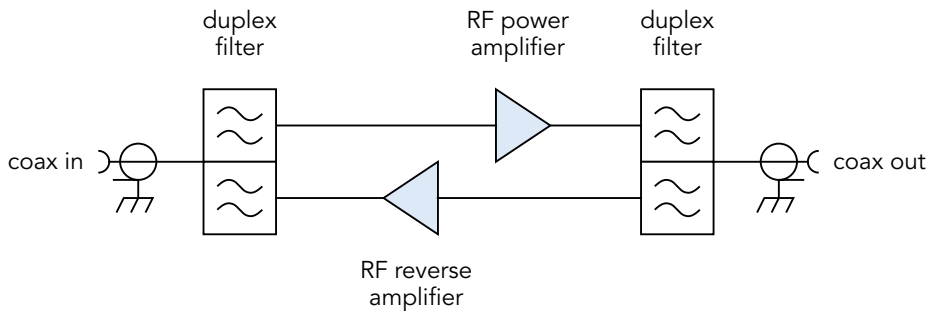 duplex
filter
RF power
amplifier
duplex
filter
coax in
coax out
RF reverse
amplifier